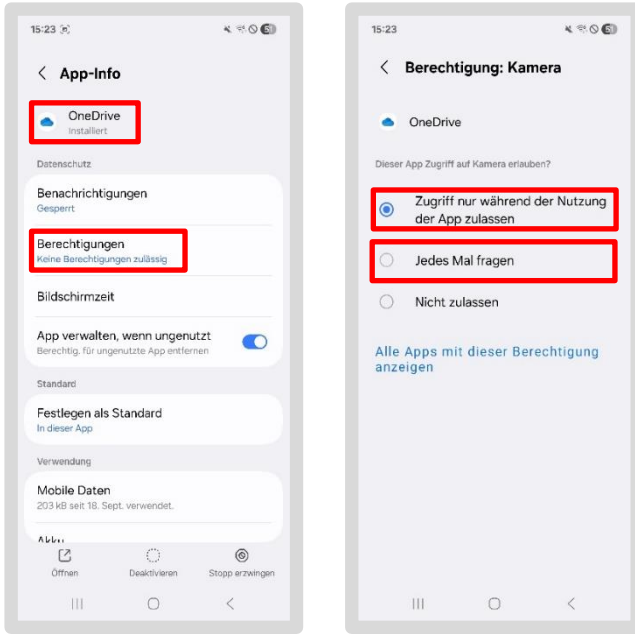 15:23
App-Info
OneDrive
Installiert
Datenschutz
Benachrichtigungen
Gesperrt
Berechtigungen
Keine Berechtigungen zulässig
Bildschirmzeit
App verwalten, wenn ungenutzt
Berechtig. für ungenutzte App entfernen
Standard
Festlegen als Standard
In dieser App
Verwendung
Mobile Daten
203 kB seit 18. Sept. verwendet.
Akku
Öffnen
Deaktivieren
Stopp erzwingen
15:23
Berechtigung: Kamera
OneDrive
Dieser App Zugriff auf Kamera erlauben?
Zugriff nur während der Nutzung
der App zulassen
Jedes Mal fragen
Nicht zulassen
Alle Apps mit dieser Berechtigung
anzeigen